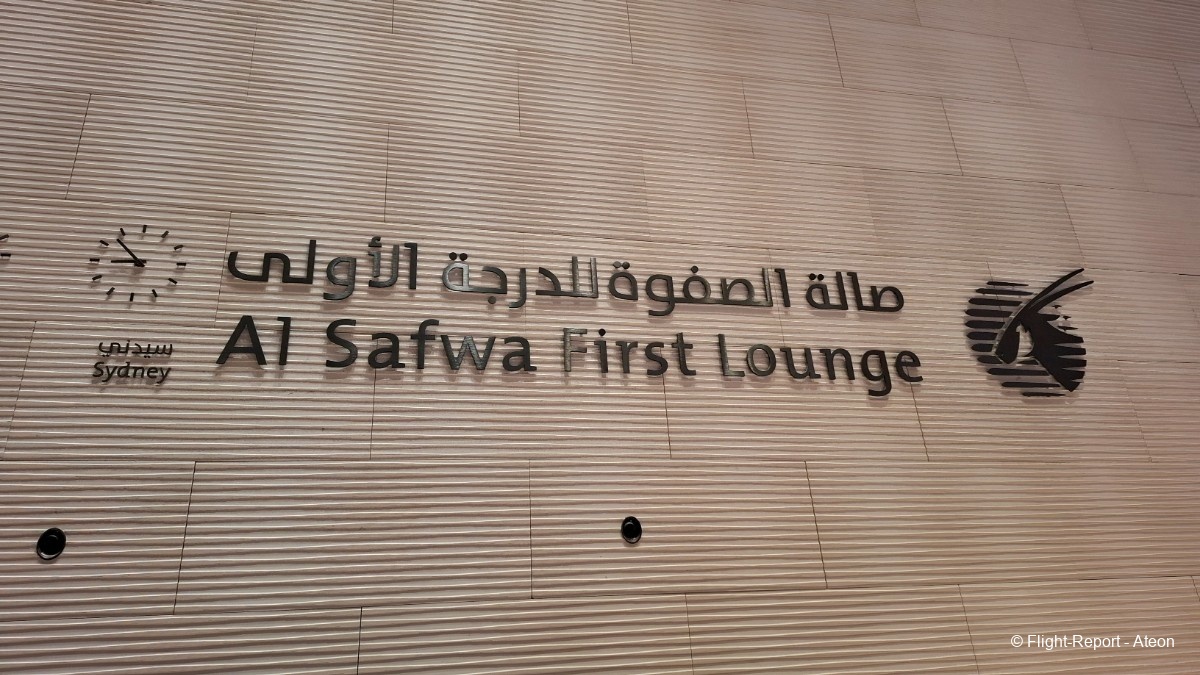 صالة الصفوة للدرجة الأولى
Al Safwa First Lounge
سيدني
Sydney
© Flight-Report - Ateon